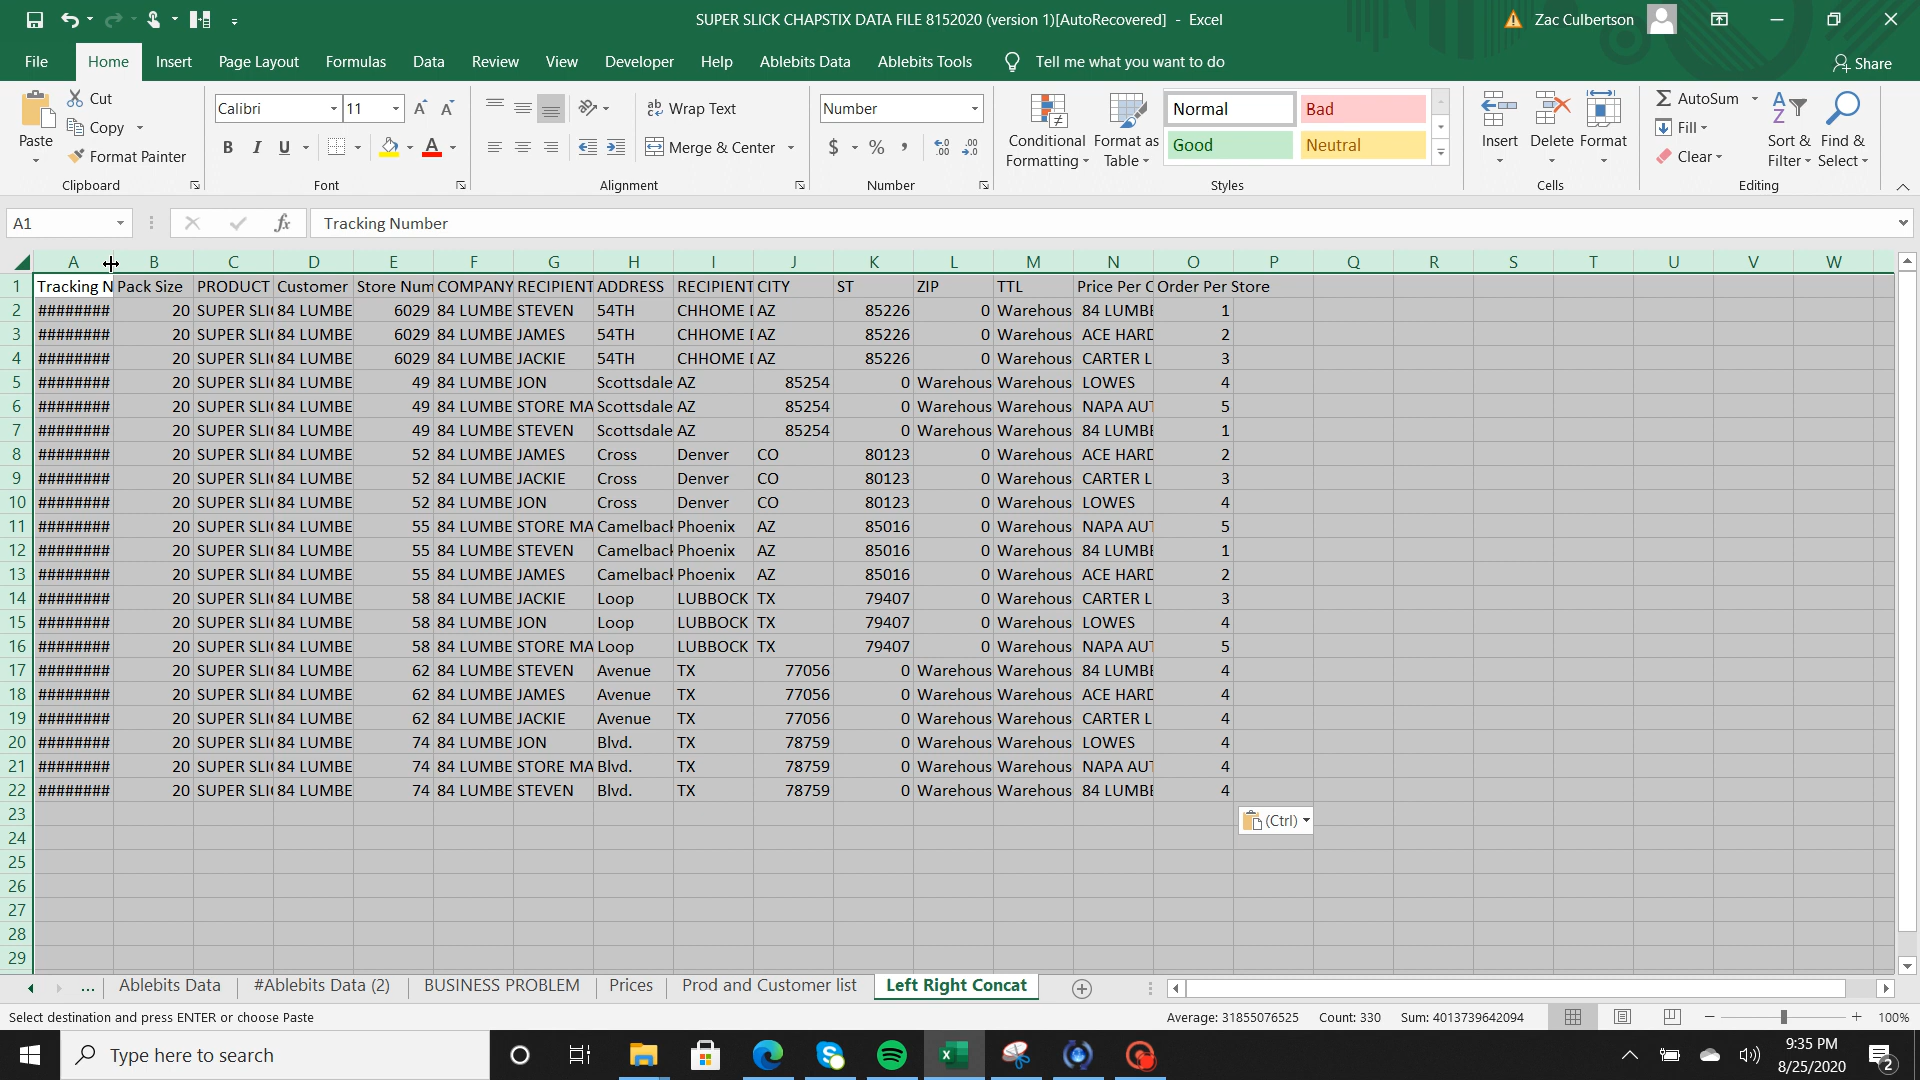 SUPER SLICK CHAPSTIX DATA FILE 8152020 (version 1)[AutoRecovered] - Excel
Zac Culbertson
File Home Insert Page Layout Formulas Data Review View Developer Help Ablebits Data Ablebits Tools Tell me what you want to do Share
Paste
Cut
Copy
Format Painter
Clipboard
Calibri 11
B I U A
Font
Wrap Text
Merge & Center
Alignment
Number
$ % ,
Number
Conditional Formatting
Format as Table
Normal Bad
Good Neutral
Styles
Insert Delete Format
Cells
AutoSum
Fill
Clear
Sort & Filter
Find & Select
Editing
A1 fx Tracking Number
A B C D E F G H I J K L M N O P Q R S T U V W
1 Tracking N Pack Size PRODUCT Customer Store Num COMPANY RECIPIENT ADDRESS RECIPIENT CITY ST ZIP TTL Price Per C Order Per Store
2 ######## 20 SUPER SLI 84 LUMBE 6029 84 LUMBE STEVEN 54TH CHHOME AZ 85226 0 Warehous 84 LUMBE 1
3 ######## 20 SUPER SLI 84 LUMBE 6029 84 LUMBE JAMES 54TH CHHOME AZ 85226 0 Warehous ACE HARD 2
4 ######## 20 SUPER SLI 84 LUMBE 6029 84 LUMBE JACKIE 54TH CHHOME AZ 85226 0 Warehous CARTER L 3
5 ######## 20 SUPER SLI 84 LUMBE 49 84 LUMBE JON Scottsdale AZ 85254 0 Warehous Warehous LOWES 4
6 ######## 20 SUPER SLI 84 LUMBE 49 84 LUMBE STORE MA Scottsdale AZ 85254 0 Warehous Warehous NAPA AUT 5
7 ######## 20 SUPER SLI 84 LUMBE 49 84 LUMBE STEVEN Scottsdale AZ 85254 0 Warehous Warehous 84 LUMBE 1
8 ######## 20 SUPER SLI 84 LUMBE 52 84 LUMBE JAMES Cross Denver CO 80123 0 Warehous ACE HARD 2
9 ######## 20 SUPER SLI 84 LUMBE 52 84 LUMBE JACKIE Cross Denver CO 80123 0 Warehous CARTER L 3
10 ######## 20 SUPER SLI 84 LUMBE 52 84 LUMBE JON Cross Denver CO 80123 0 Warehous LOWES 4
11 ######## 20 SUPER SLI 84 LUMBE 55 84 LUMBE STORE MA Camelback Phoenix AZ 85016 0 Warehous NAPA AUT 5
12 ######## 20 SUPER SLI 84 LUMBE 55 84 LUMBE STEVEN Camelback Phoenix AZ 85016 0 Warehous 84 LUMBE 1
13 ######## 20 SUPER SLI 84 LUMBE 55 84 LUMBE JAMES Camelback Phoenix AZ 85016 0 Warehous ACE HARD 2
14 ######## 20 SUPER SLI 84 LUMBE 58 84 LUMBE JACKIE Loop LUBBOCK TX 79407 0 Warehous CARTER L 3
15 ######## 20 SUPER SLI 84 LUMBE 58 84 LUMBE JON Loop LUBBOCK TX 79407 0 Warehous LOWES 4
16 ######## 20 SUPER SLI 84 LUMBE 58 84 LUMBE STORE MA Loop LUBBOCK TX 79407 0 Warehous NAPA AUT 5
17 ######## 20 SUPER SLI 84 LUMBE 62 84 LUMBE STEVEN Avenue TX 77056 0 Warehous Warehous 84 LUMBE 4
18 ######## 20 SUPER SLI 84 LUMBE 62 84 LUMBE JAMES Avenue TX 77056 0 Warehous Warehous ACE HARD 4
19 ######## 20 SUPER SLI 84 LUMBE 62 84 LUMBE JACKIE Avenue TX 77056 0 Warehous Warehous CARTER L 4
20 ######## 20 SUPER SLI 84 LUMBE 74 84 LUMBE JON Blvd. TX 78759 0 Warehous Warehous LOWES 4
21 ######## 20 SUPER SLI 84 LUMBE 74 84 LUMBE STORE MA Blvd. TX 78759 0 Warehous Warehous NAPA AUT 4
22 ######## 20 SUPER SLI 84 LUMBE 74 84 LUMBE STEVEN Blvd. TX 78759 0 Warehous Warehous 84 LUMBE 4
23 (Ctrl)
24
25
26
27
28
29
... Ablebits Data #Ablebits Data (2) BUSINESS PROBLEM Prices Prod and Customer list Left Right Concat
Select destination and press ENTER or choose Paste Average: 31855076525 Count: 330 Sum: 4013739642094 100%
Type here to search
9:35 PM
8/25/2020
2